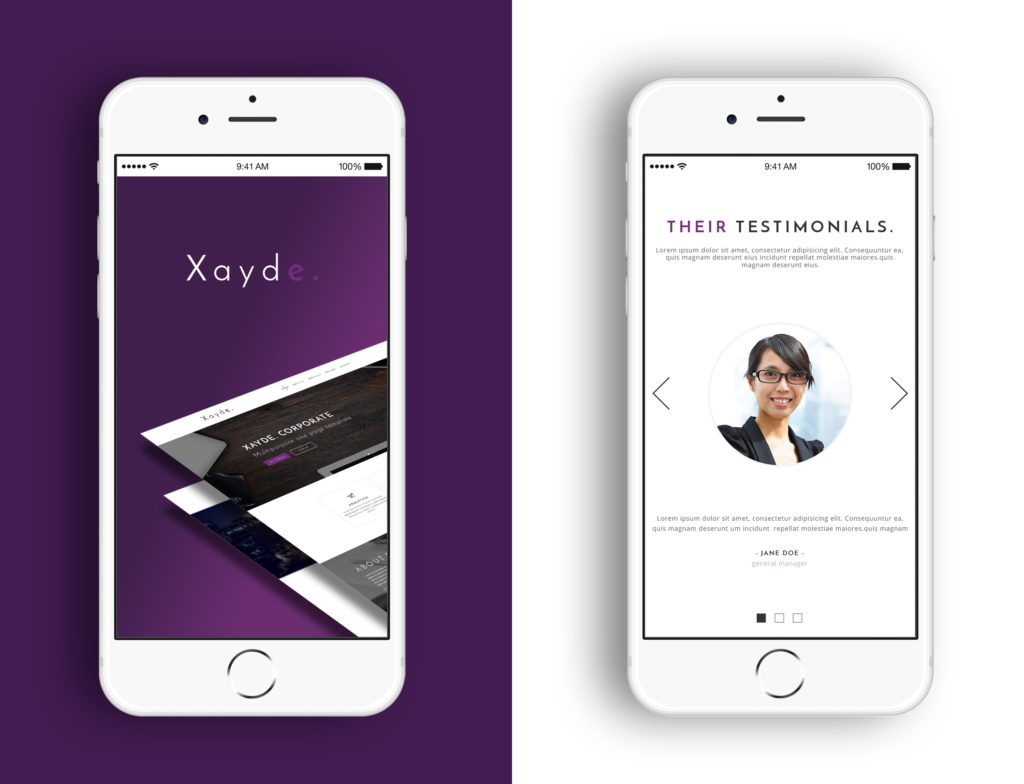 9:41 AM 100%
Xayde.
Xayde.
XAYDE. CORPORATE
Multipurpose one page template
ANALYTICS
ABOUT
9:41 AM 100%
THEIR TESTIMONIALS.
Lorem ipsum dolor sit amet, consectetur adipisicing elit. Consequuntur ea,
quis magnam deserunt eius incidunt repellat molestiae maiores.quis
magnam deserunt eius.
Lorem ipsum dolor sit amet, consectetur adipisicing elit. Consequuntur ea,
quis magnam deserunt um incidunt repellat molestiae maiores.quis magnam
- JANE DOE -
general manager